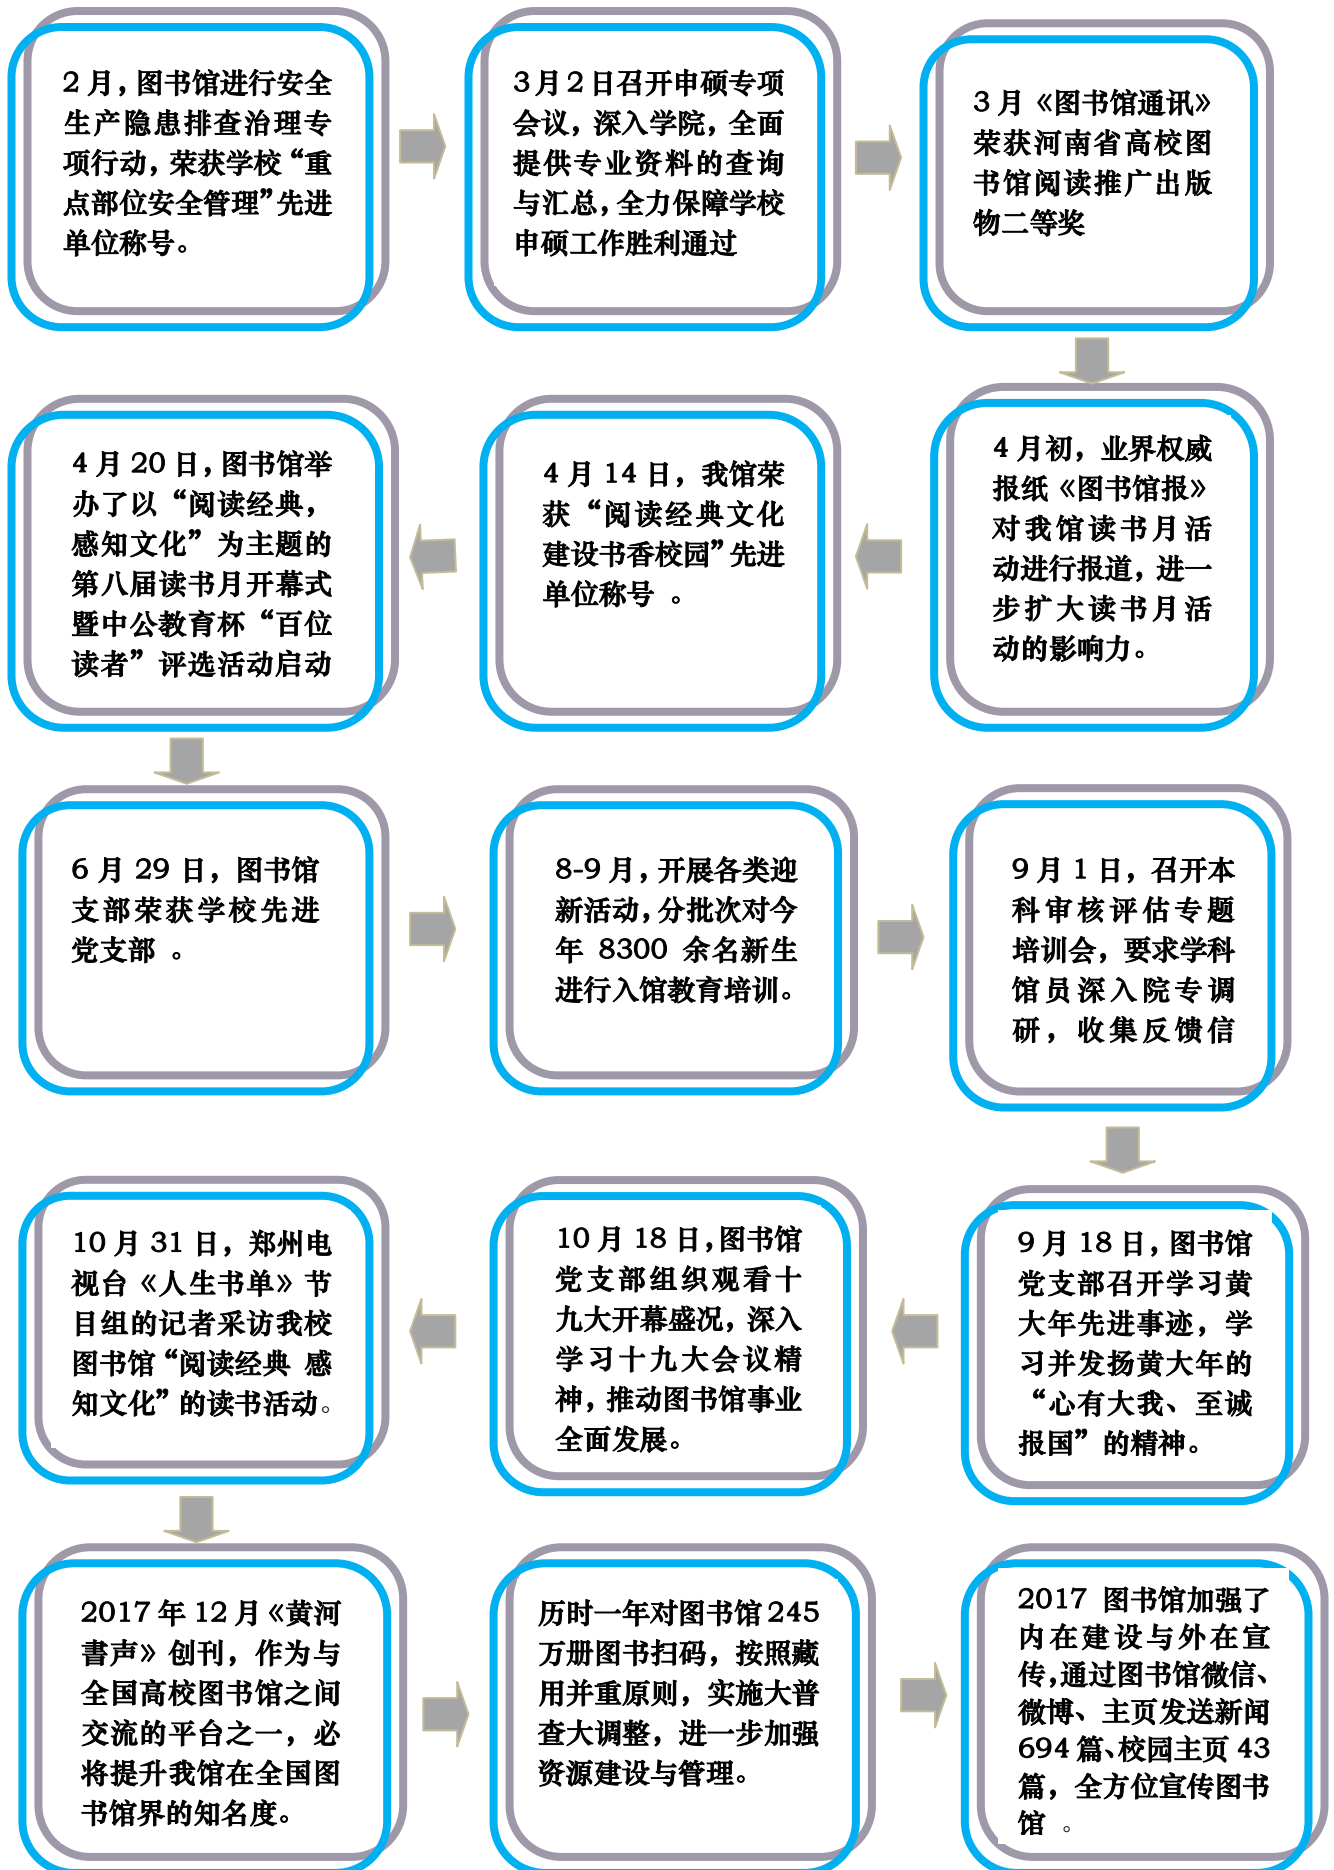 2月，图书馆进行安全
生产隐患排查治理专
项行动，荣获学校“重
点部位安全管理”先进
单位称号。
3月2日召开申硕专项
会议，深入学院，全面
提供专业资料的查询
与汇总，全力保障学校
申硕工作胜利通过
3月《图书馆通讯》
荣获河南省高校图
书馆阅读推广出版
物二等奖
4月初，业界权威
报纸《图书馆报》
对我馆读书月活
动进行报道，进一
步扩大读书月活
动的影响力。
4月14日，我馆荣
获“阅读经典文化
建设书香校园”先进
单位称号 。
4月20日，图书馆举
办了以“阅读经典，
感知文化”为主题的
第八届读书月开幕式
暨中公教育杯“百位
读者”评选活动启动
6月29日，图书馆
支部荣获学校先进
党支部 。
8-9月，开展各类迎
新活动，分批次对今
年 8300 余名新生
进行入馆教育培训。
9月1日，召开本
科审核评估专题
培训会，要求学科
馆员深入院专调
研，收集反馈信
9月18日，图书馆
党支部召开学习黄
大年先进事迹，学
习并发扬黄大年的
“心有大我、至诚
报国”的精神。
10月18日，图书馆
党支部组织观看十
九大开幕盛况，深入
学习十九大会议精
神，推动图书馆事业
全面发展。
10月31日，郑州电
视台《人生书单》节
目组的记者采访我校
图书馆“阅读经典 感
知文化”的读书活动。
2017年12月《黄河
書声》创刊，作为与
全国高校图书馆之间
交流的平台之一，必
将提升我馆在全国图
书馆界的知名度。
历时一年对图书馆245
万册图书扫码，按照藏
用并重原则，实施大普
查大调整，进一步加强
资源建设与管理。
2017 图书馆加强了
内在建设与外在宣
传，通过图书馆微信、
微博、主页发送新闻
694篇、校园主页43
篇，全方位宣传图书
馆 。